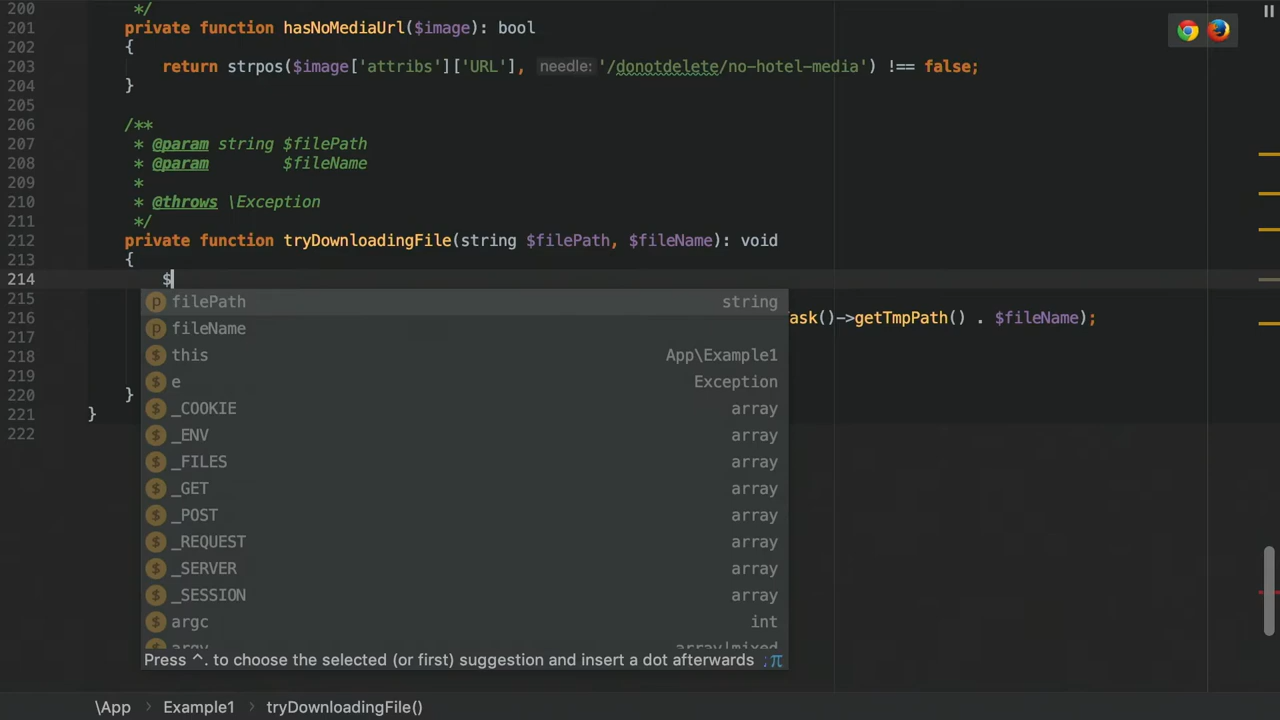 200 */
201 private function hasNoMediaUrl($image): bool
202 {
203 return strpos($image['attribs']['URL'], needle: '/donotdelete/no-hotel-media') !== false;
204 }
205
206 /**
207 * @param string $filePath
208 * @param $fileName
209 *
210 * @throws \Exception
211 */
212 private function tryDownloadingFile(string $filePath, $fileName): void
213 {
214 $
p filePath string
215
216 ask()->getTmpPath() . $fileName);
p fileName
217
$ this App\Example1
218
219
$ e Exception
220 }
$ _COOKIE array
221 }
222
$ _ENV array
$ _FILES array
$ _GET array
$ _POST array
$ _REQUEST array
$ _SERVER array
$ _SESSION array
$ argc int
Press ^. to choose the selected (or first) suggestion and insert a dot afterwards :π
\App › Example1 › tryDownloadingFile()